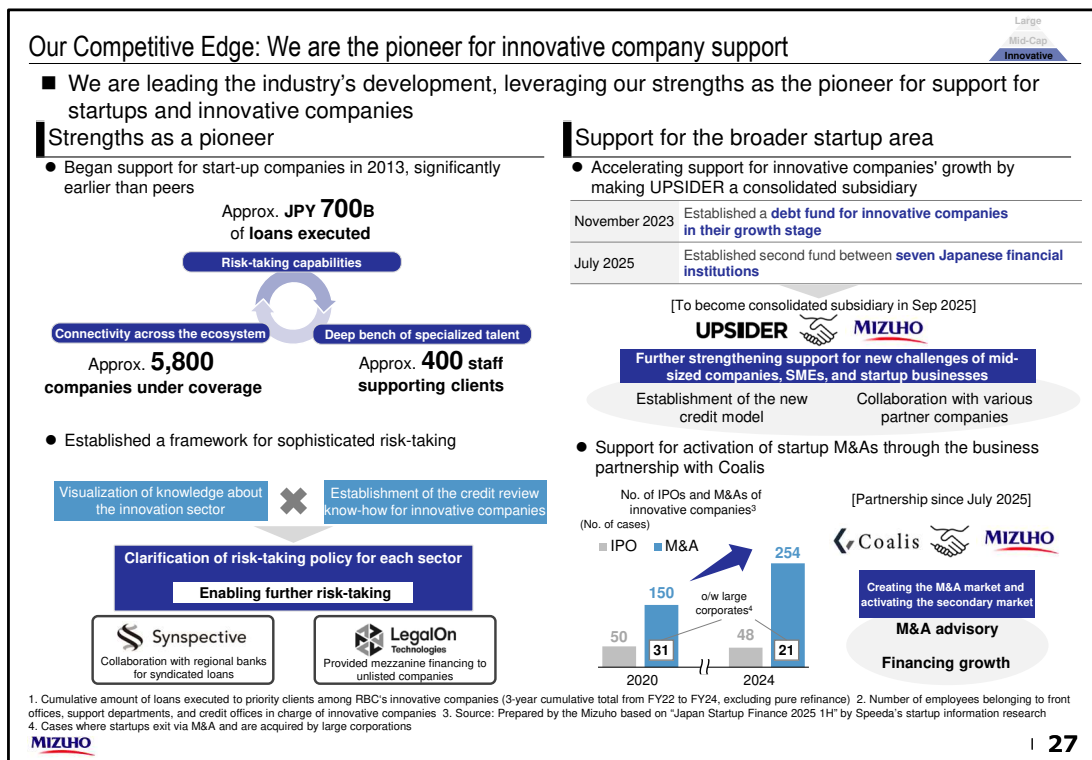 Our Competitive Edge: We are the pioneer for innovative company support
Large
Mid-Cap
Innovative
■ We are leading the industry's development, leveraging our strengths as the pioneer for support for
startups and innovative companies
Strengths as a pioneer
● Began support for start-up companies in 2013, significantly
earlier than peers
Approx. JPY 700B
of loans executed
Risk-taking capabilities
Connectivity across the ecosystem
Deep bench of specialized talent
Approx. 5,800
companies under coverage
Approx. 400 staff
supporting clients
● Established a framework for sophisticated risk-taking
Visualization of knowledge about
the innovation sector
Establishment of the credit review
know-how for innovative companies
Clarification of risk-taking policy for each sector
Enabling further risk-taking
Synspective
Collaboration with regional banks
for syndicated loans
LegalOn
Technologies
Provided mezzanine financing to
unlisted companies
Support for the broader startup area
● Accelerating support for innovative companies' growth by
making UPSIDER a consolidated subsidiary
November 2023
Established a debt fund for innovative companies
in their growth stage
July 2025
Established second fund between seven Japanese financial
institutions
[To become consolidated subsidiary in Sep 2025]
UPSIDER
MIZUHO
Further strengthening support for new challenges of mid-
sized companies, SMEs, and startup businesses
Establishment of the new
credit model
Collaboration with various
partner companies
● Support for activation of startup M&As through the business
partnership with Coalis
No. of IPOs and M&As of
innovative companies3
(No. of cases)
IPO
M&A
50
150
31
o/w large
corporates4
48
254
21
2020
2024
[Partnership since July 2025]
Coalis
MIZUHO
Creating the M&A market and
activating the secondary market
M&A advisory
Financing growth
1. Cumulative amount of loans executed to priority clients among RBC's innovative companies (3-year cumulative total from FY22 to FY24, excluding pure refinance) 2. Number of employees belonging to front
offices, support departments, and credit offices in charge of innovative companies 3. Source: Prepared by the Mizuho based on "Japan Startup Finance 2025 1H" by Speeda's startup information research
4. Cases where startups exit via M&A and are acquired by large corporations
MIZUHO
| 27